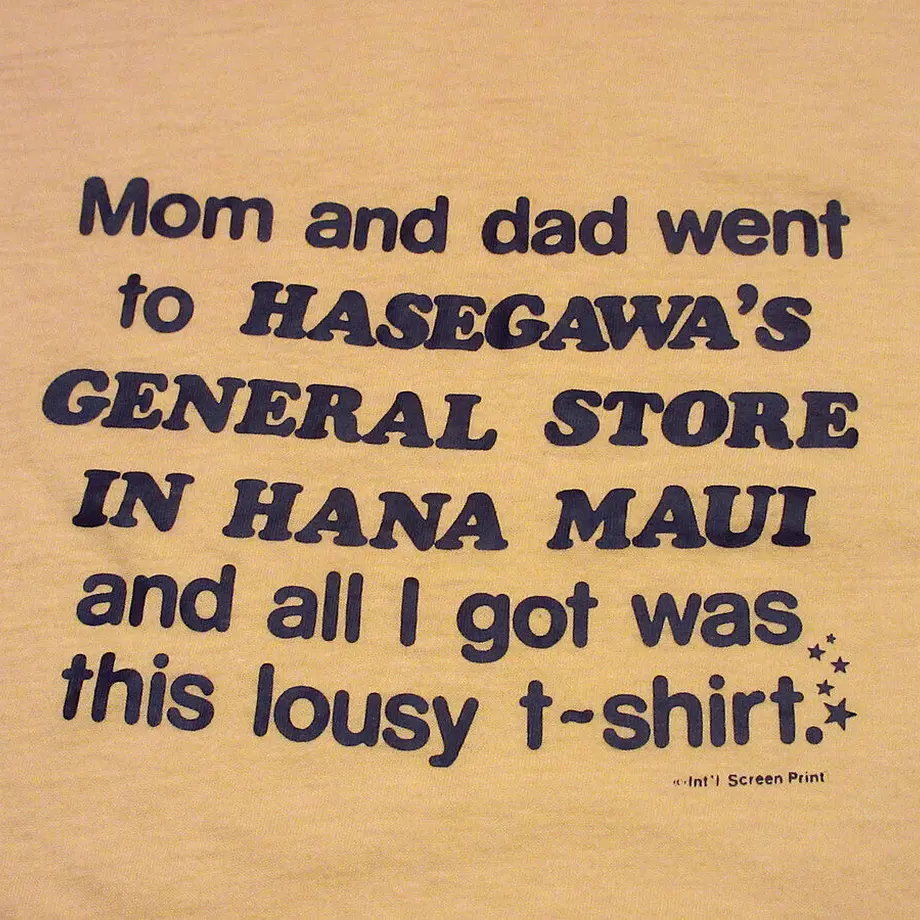 Mom and dad went
to HASEGAWA'S
GENERAL STORE
IN HANA MAUI
and all I got was
this lousy t-shirt.
©Int'l Screen Print